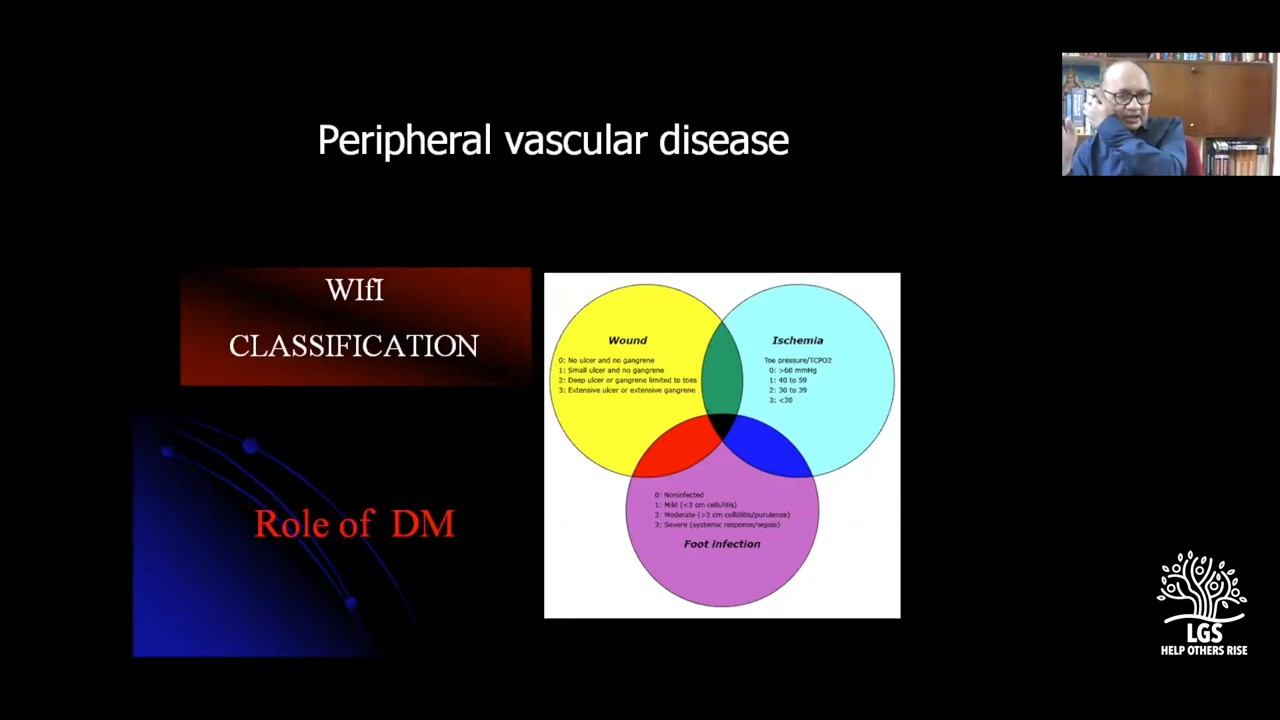 Peripheral vascular disease
WIfI
CLASSIFICATION
Role of DM
Wound
0: No ulcer and no gangrene
1: Small ulcer and no gangrene
2: Deep ulcer or gangrene limited to toes
3: Extensive ulcer or extensive gangrene
Ischemia
Toe pressure/TCPO2
0: >60 mmHg
1: 40 to 59
2: 30 to 39
3: <30
0: Noninfected
1: Mild (<2 cm cellulitis)
2: Moderate (>2 cm cellulitis/purulence)
3: Severe (systemic response/sepsis)
Foot infection
LGS
HELP OTHERS RISE